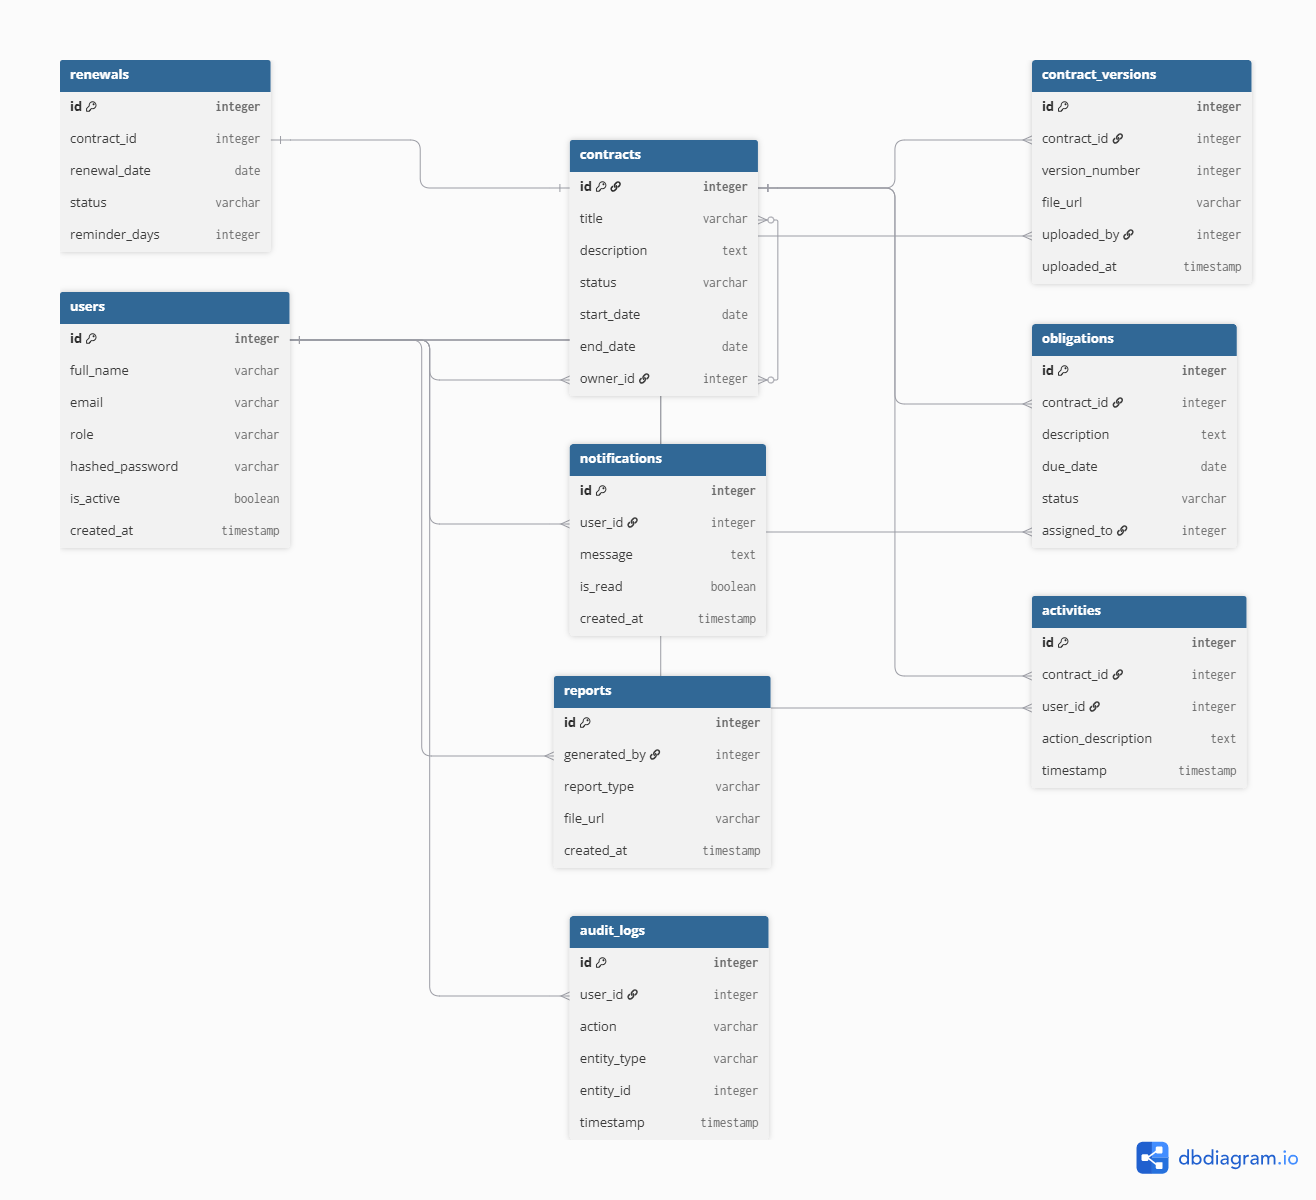 renewals
id integer
contract_id integer
renewal_date date
status varchar
reminder_days integer
users
id integer
full_name varchar
email varchar
role varchar
hashed_password varchar
is_active boolean
created_at timestamp
contracts
id integer
title varchar
description text
status varchar
start_date date
end_date date
owner_id integer
notifications
id integer
user_id integer
message text
is_read boolean
created_at timestamp
reports
id integer
generated_by integer
report_type varchar
file_url varchar
created_at timestamp
audit_logs
id integer
user_id integer
action varchar
entity_type varchar
entity_id integer
timestamp timestamp
contract_versions
id integer
contract_id integer
version_number integer
file_url varchar
uploaded_by integer
uploaded_at timestamp
obligations
id integer
contract_id integer
description text
due_date date
status varchar
assigned_to integer
activities
id integer
contract_id integer
user_id integer
action_description text
timestamp timestamp
dbdiagram.io